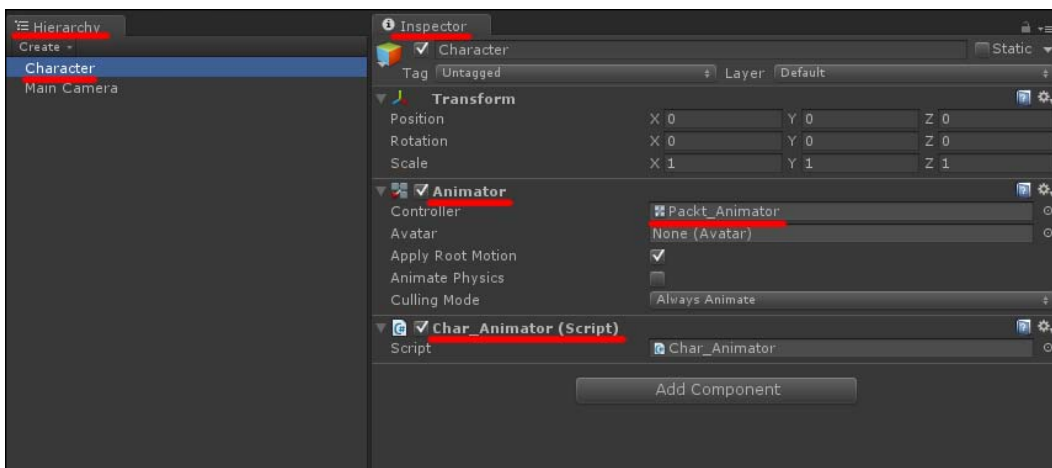 Hierarchy
Create
Character
Main Camera
Inspector
Character
Static
Tag Untagged Layer Default
Transform
Position X 0 Y 0 Z 0
Rotation X 0 Y 0 Z 0
Scale X 1 Y 1 Z 1
Animator
Controller Packt_Animator
Avatar None (Avatar)
Apply Root Motion
Animate Physics
Culling Mode Always Animate
Char_Animator (Script)
Script Char_Animator
Add Component